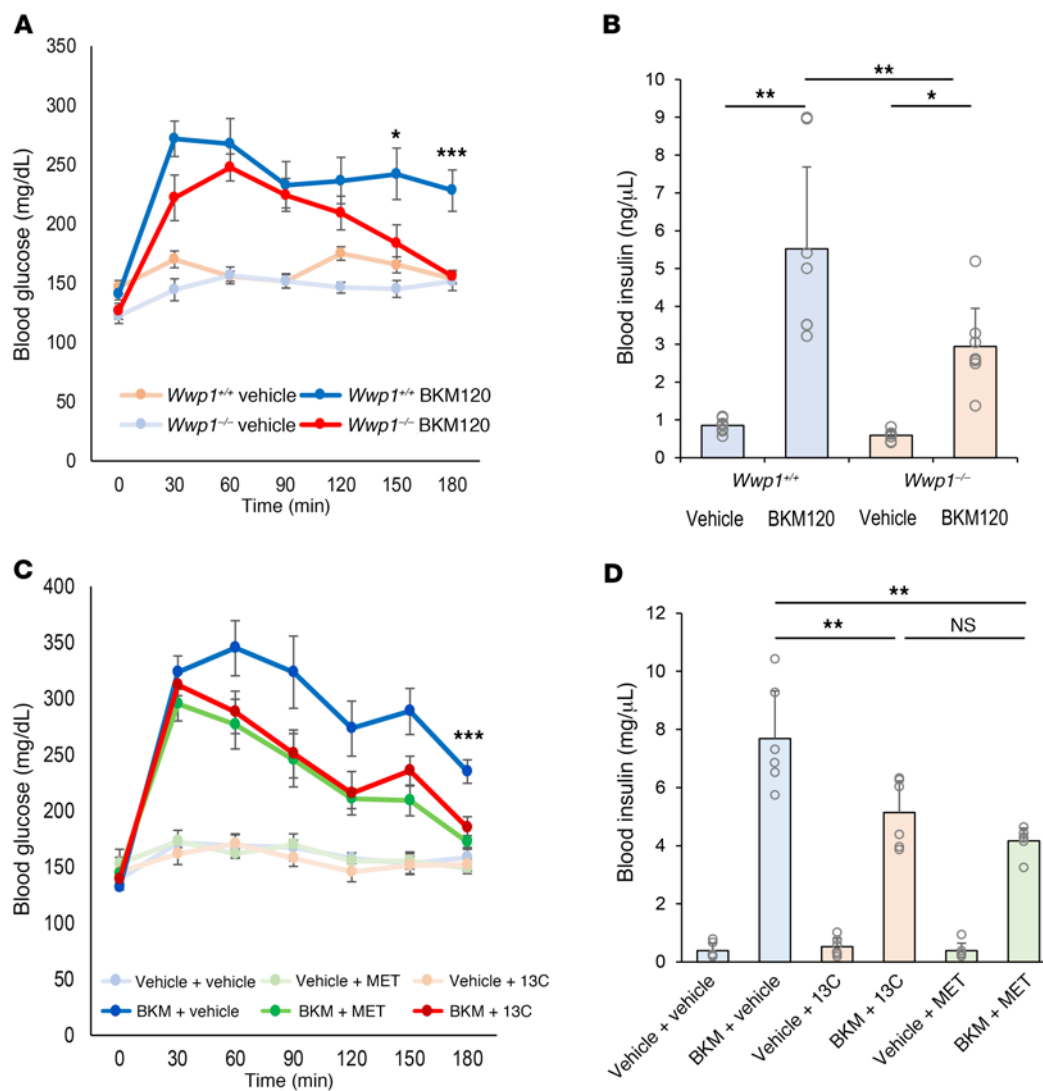 A
350
300
250
200
150
100
50
0
Blood glucose (mg/dL)
*
***
Wwp1+/+ vehicle
Wwp1+/+ BKM120
Wwp1–/– vehicle
Wwp1–/– BKM120
0 30 60 90 120 150 180
Time (min)
B
10
9
8
7
6
5
4
3
2
1
0
Blood insulin (ng/μL)
**
**
*
Wwp1+/+ Wwp1–/–
Vehicle BKM120 Vehicle BKM120
C
400
350
300
250
200
150
100
50
0
Blood glucose (mg/dL)
***
Vehicle + vehicle Vehicle + MET Vehicle + 13C
BKM + vehicle BKM + MET BKM + 13C
0 30 60 90 120 150 180
Time (min)
D
12
10
8
6
4
2
0
Blood insulin (mg/μL)
**
** NS
Vehicle + vehicle
BKM + vehicle
Vehicle + 13C
BKM + 13C
Vehicle + MET
BKM + MET